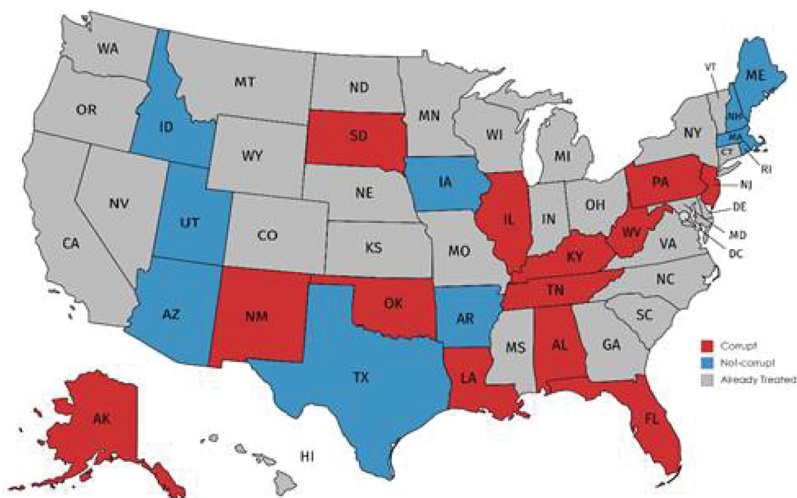 WA
MT
ND
MN
VT
ME
OR
ID
SD
WI
NY
NH
MA
CT
RI
WY
MI
IA
PA
NJ
NV
NE
IL
IN
OH
DE
UT
CO
WV
MD
DC
CA
KS
MO
KY
VA
TN
NC
AZ
NM
OK
AR
SC
MS
AL
GA
TX
LA
AK
FL
HI
Corrupt
Not-corrupt
Already Treated